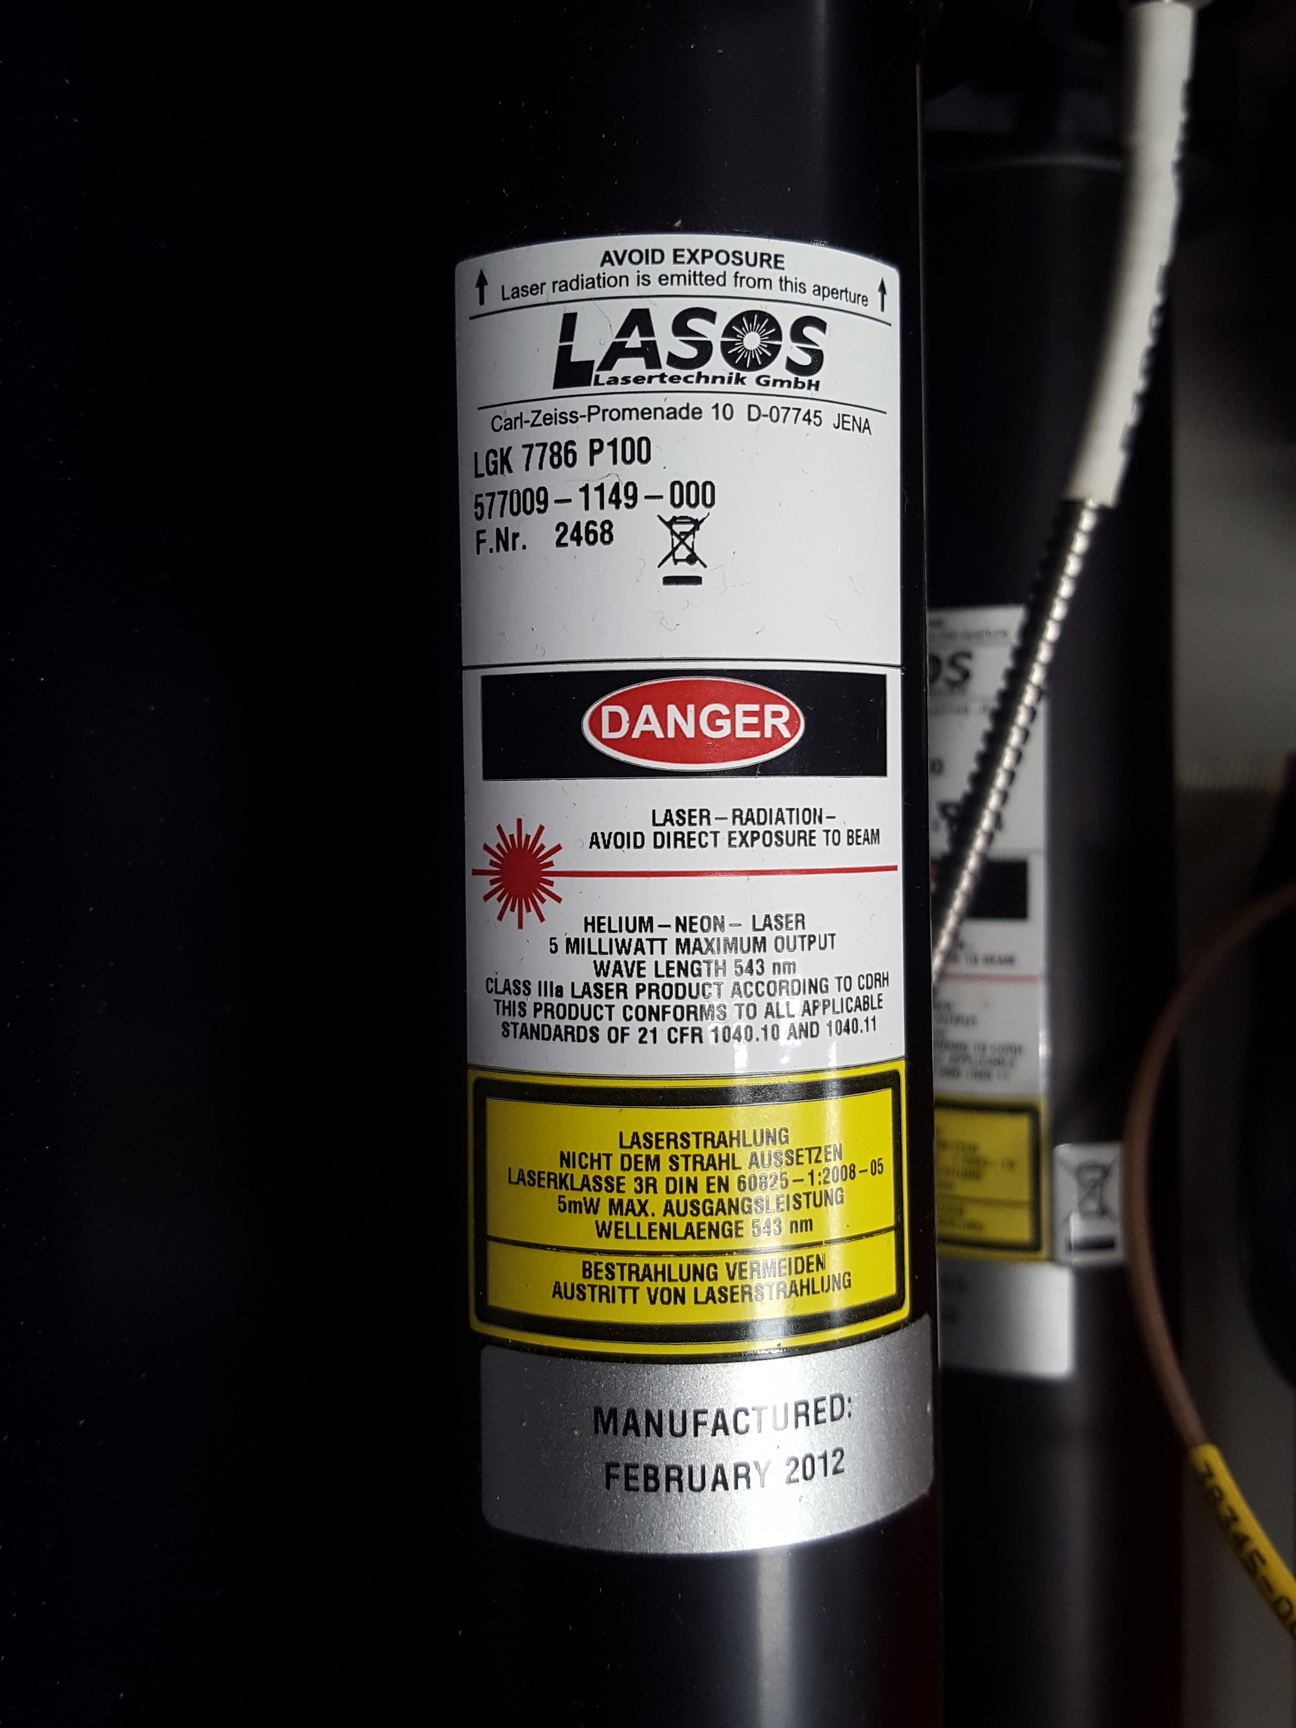 AVOID EXPOSURE
Laser radiation is emitted from this aperture
LASOS
Lasertechnik GmbH
Carl-Zeiss-Promenade 10 D-07745 JENA
LGK 7786 P100
577009-1149-000
F.Nr. 2468
DANGER
LASER-RADIATION-
AVOID DIRECT EXPOSURE TO BEAM
HELIUM-NEON- LASER
5 MILLIWATT MAXIMUM OUTPUT
WAVE LENGTH 543 nm
CLASS IIIa LASER PRODUCT ACCORDING TO CDRH
THIS PRODUCT CONFORMS TO ALL APPLICABLE
STANDARDS OF 21 CFR 1040.10 AND 1040.11
LASERSTRAHLUNG
NICHT DEM STRAHL AUSSETZEN
LASERKLASSE 3R DIN EN 60825-1:2008-05
5mW MAX. AUSGANGSLEISTUNG
WELLENLAENGE 543 nm
BESTRAHLUNG VERMEIDEN
AUSTRITT VON LASERSTRAHLUNG
MANUFACTURED:
FEBRUARY 2012
OS